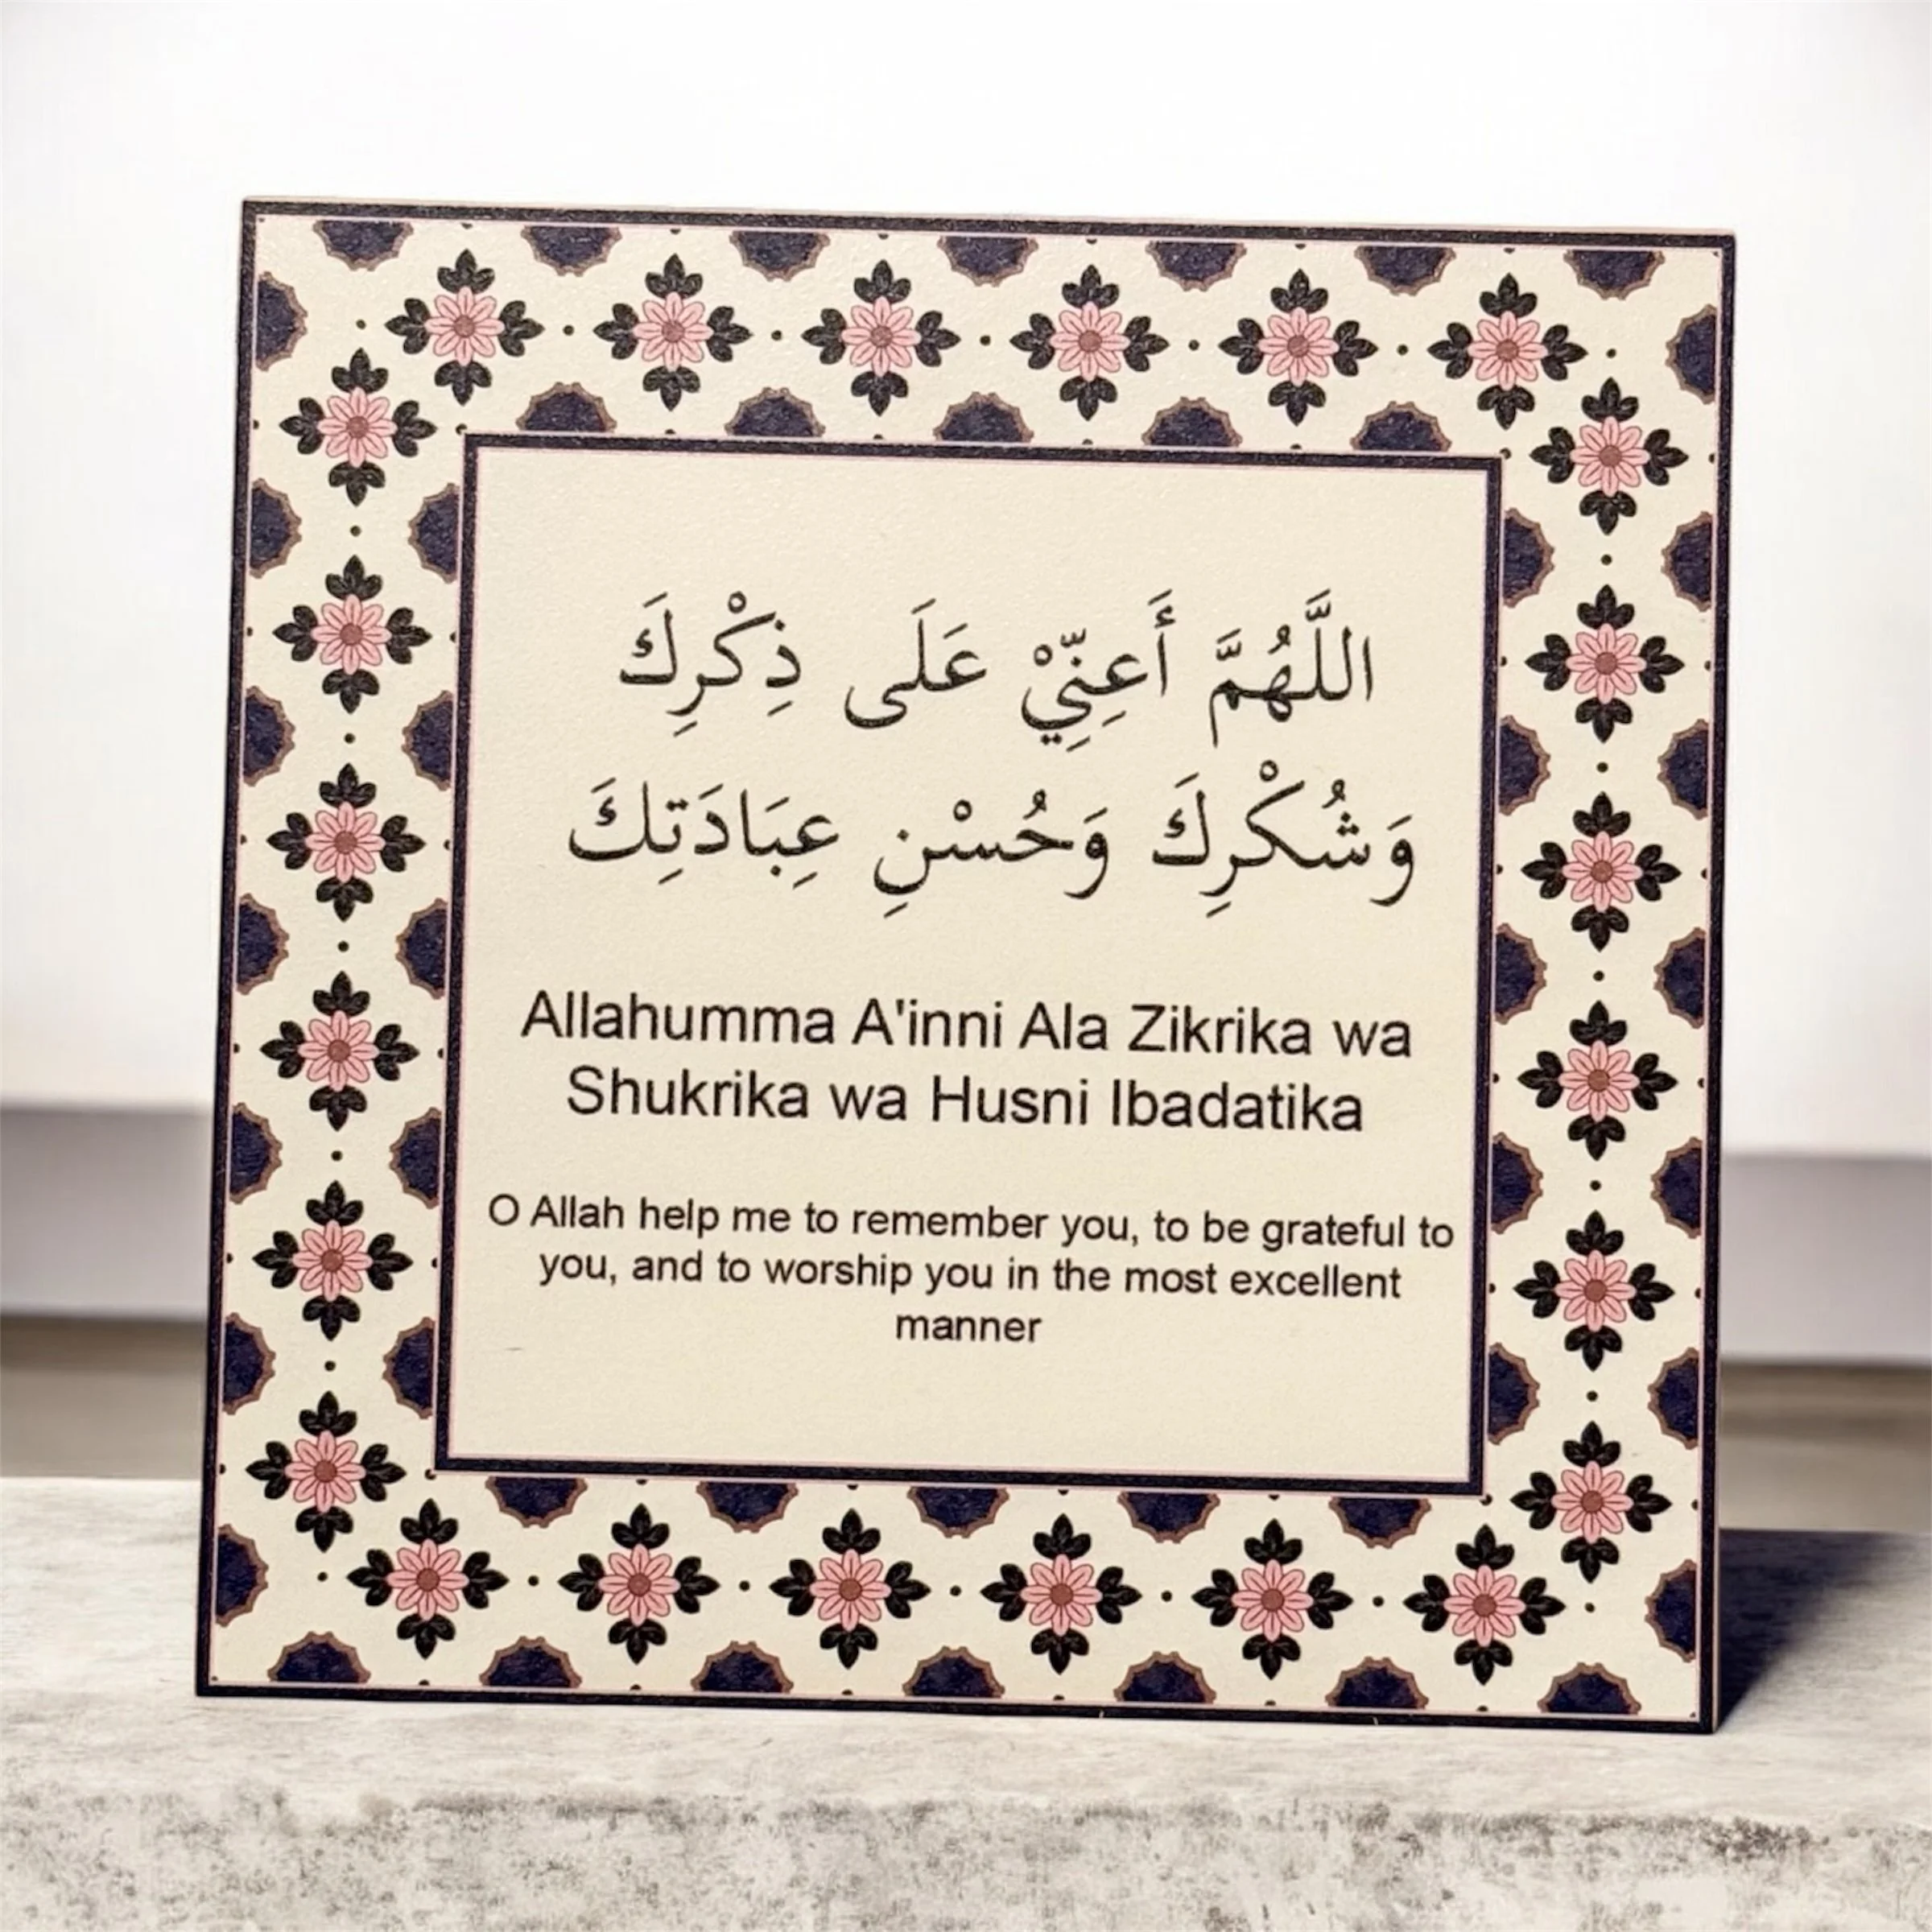 اللَّهُمَّ أَعِنِّيْ عَلَى ذِكْرِكَ
وَشُكْرِكَ وَحُسْنِ عِبَادَتِكَ
Allahumma A'inni Ala Zikrika wa
Shukrika wa Husni Ibadatika
O Allah help me to remember you, to be grateful to
you, and to worship you in the most excellent
manner